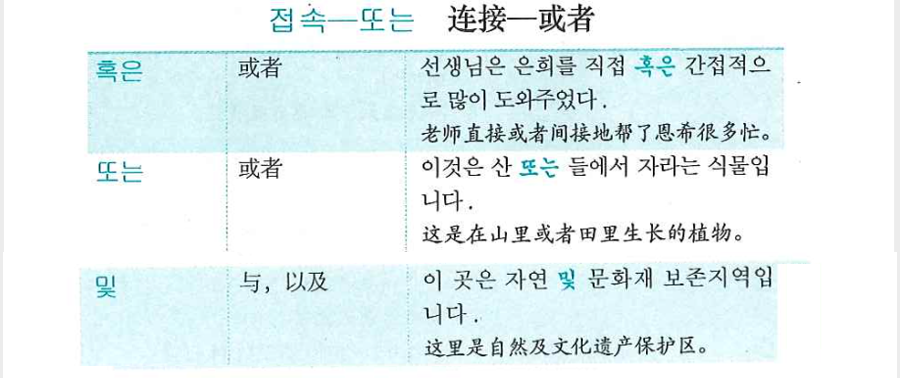 접속—또는 连接—或者
혹은 或者 선생님은 은희를 직접 혹은 간접적으
로 많이 도와주었다.
老师直接或者间接地帮了恩希很多忙。
또는 或者 이것은 산 또는 들에서 자라는 식물입
니다.
这是在山里或者田里生长的植物。
및 与，以及 이 곳은 자연 및 문화재 보존지역입
니다.
这里是自然及文化遗产保护区。